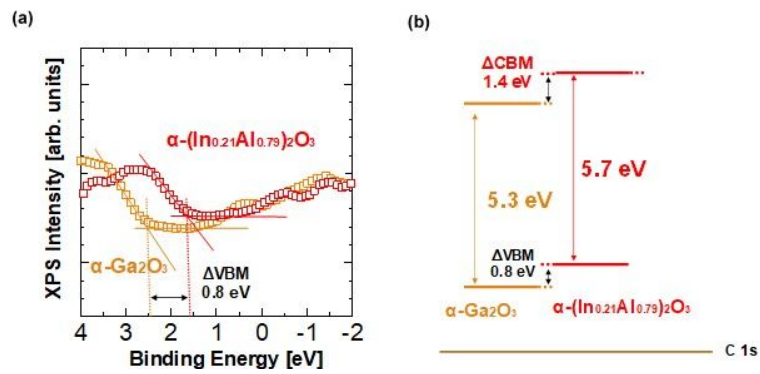 (a)
XPS Intensity [arb. units]
α-(In0.21Al0.79)2O3
α-Ga2O3
ΔVBM
0.8 eV
4 3 2 1 0 -1 -2
Binding Energy [eV]
(b)
ΔCBM
1.4 eV
5.3 eV
5.7 eV
ΔVBM
0.8 eV
α-Ga2O3
α-(In0.21Al0.79)2O3
C 1s